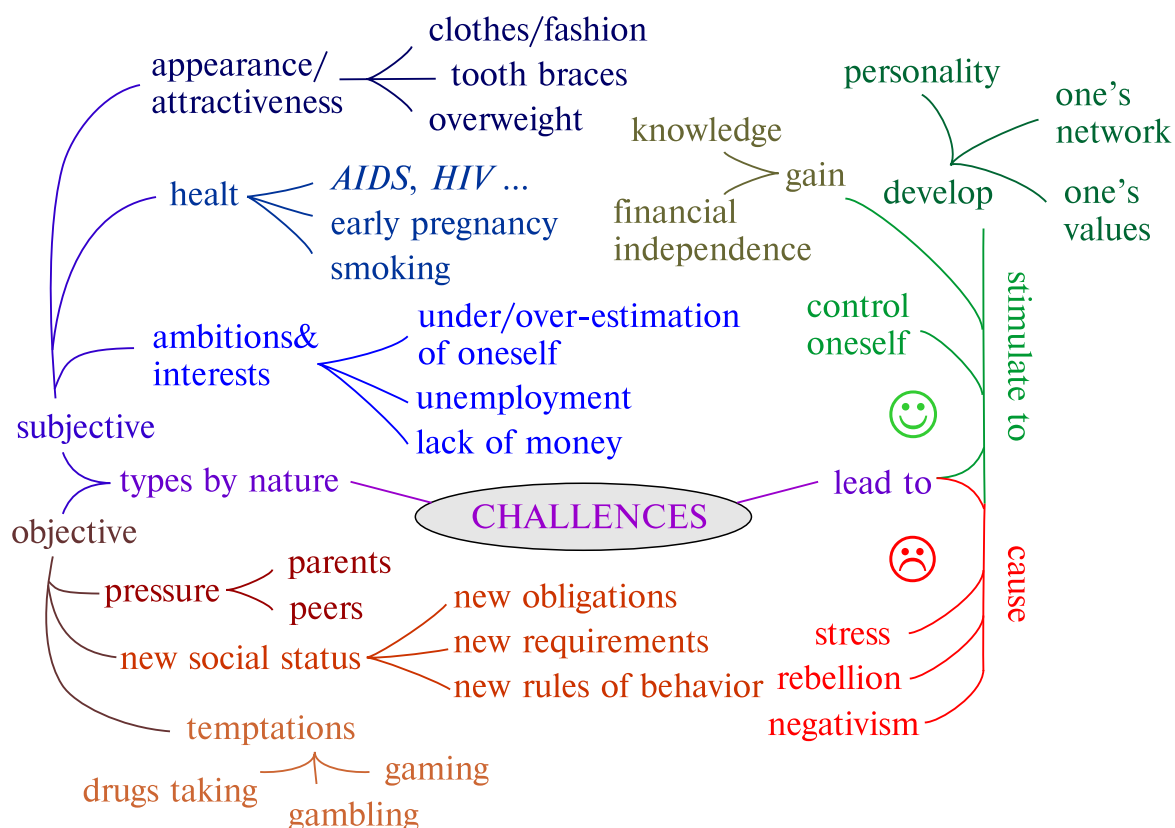 clothes/fashion
appearance/
attractiveness
tooth braces
overweight
healt
AIDS, HIV ...
early pregnancy
smoking
ambitions&
interests
under/over-estimation
of oneself
unemployment
lack of money
subjective
types by nature
objective
CHALLENCES
pressure
parents
peers
new social status
new obligations
new requirements
new rules of behavior
temptations
drugs taking
gambling
gaming
lead to
stimulate to
personality
one's
network
develop
one's
values
knowledge
gain
financial
independence
control
oneself
cause
stress
rebellion
negativism